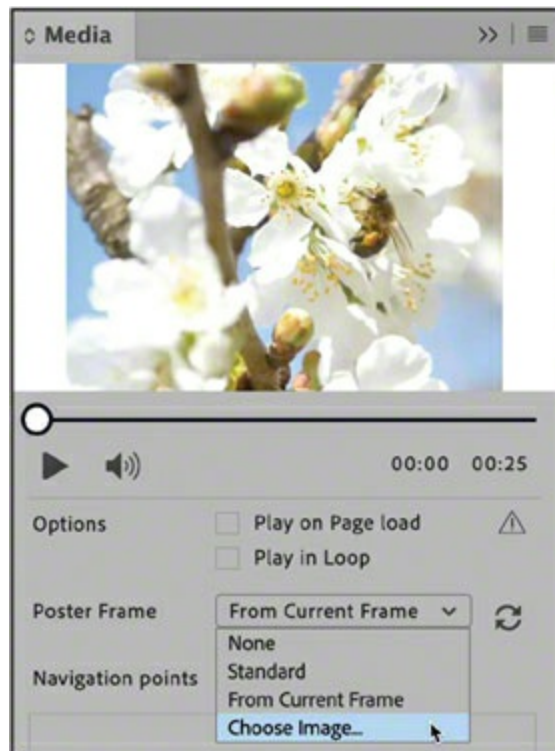 Media
00:00 00:25
Options
Play on Page load
Play in Loop
Poster Frame
From Current Frame
None
Standard
From Current Frame
Choose Image...
Navigation points